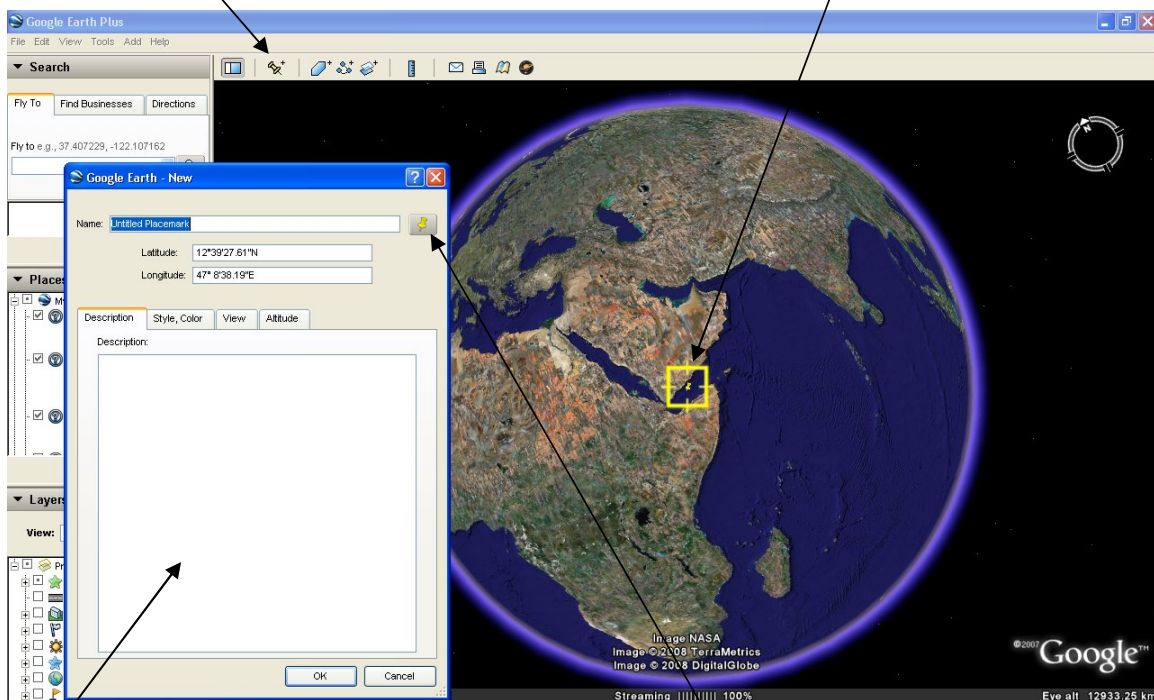 Google Earth Plus
File Edit View Tools Add Help
Search
Fly To Find Businesses Directions
Fly to e.g., 37.407229, -122.107162
Google Earth - New
Name: Untitled Placemark
Latitude: 12°39'27.61"N
Longitude: 47° 8'38.19"E
Places
Description Style, Color View Altitude
Description:
Layers
View:
OK Cancel
N
Image NASA
Image © 2008 TerraMetrics
Image © 2008 DigitalGlobe
©2007 Google™
Streaming 100%
Eye alt 12933.25 km